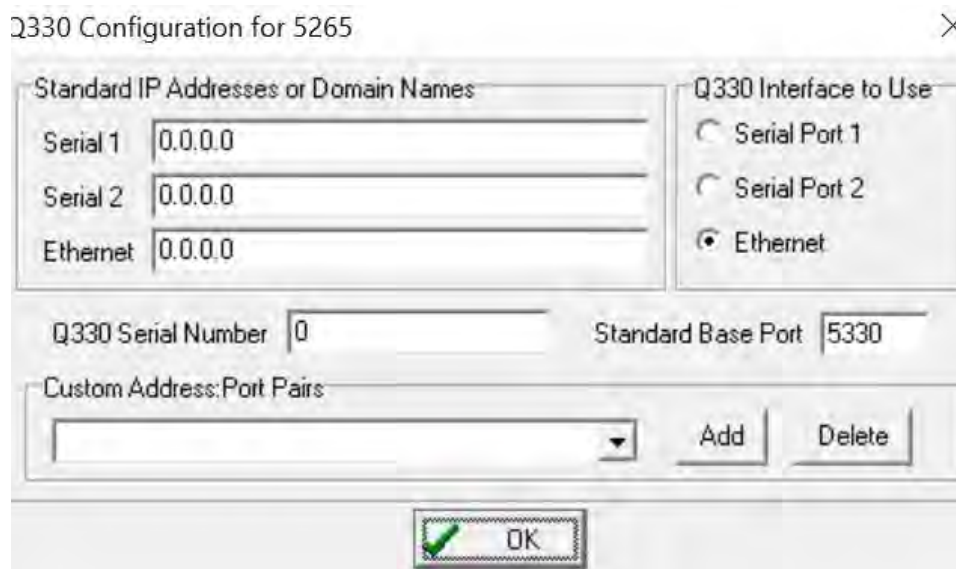 Q330 Configuration for 5265
Standard IP Addresses or Domain Names
Serial 1 0.0.0.0
Serial 2 0.0.0.0
Ethernet 0.0.0.0
Q330 Interface to Use
Serial Port 1
Serial Port 2
Ethernet
Q330 Serial Number 0
Standard Base Port 5330
Custom Address:Port Pairs
Add
Delete
OK